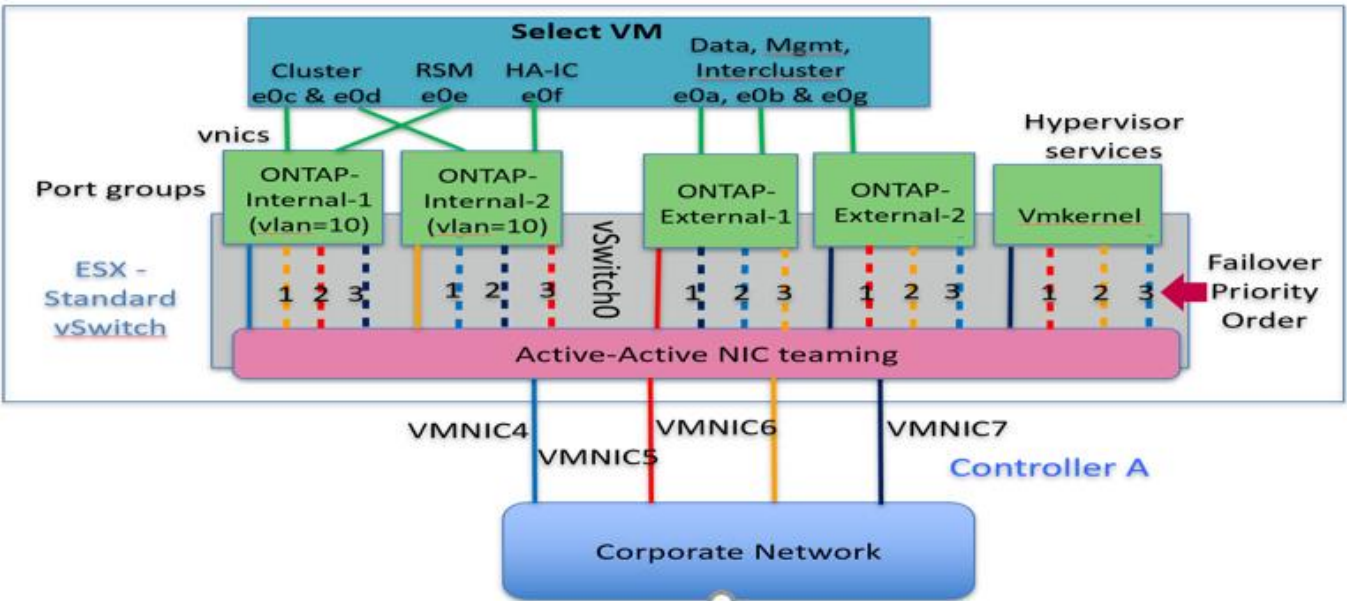 Select VM
Cluster
e0c & e0d
RSM
e0e
HA-IC
e0f
Data, Mgmt,
Intercluster
e0a, e0b & e0g
vnics
Hypervisor
services
Port groups
ONTAP-
Internal-1
(vlan=10)
ONTAP-
Internal-2
(vlan=10)
ONTAP-
External-1
ONTAP-
External-2
Vmkernel
vSwitch0
ESX -
Standard
vSwitch
1 2 3
1 2 3
1 2 3
1 2 3
1 2 3
Failover
Priority
Order
Active-Active NIC teaming
VMNIC4
VMNIC5
VMNIC6
VMNIC7
Controller A
Corporate Network